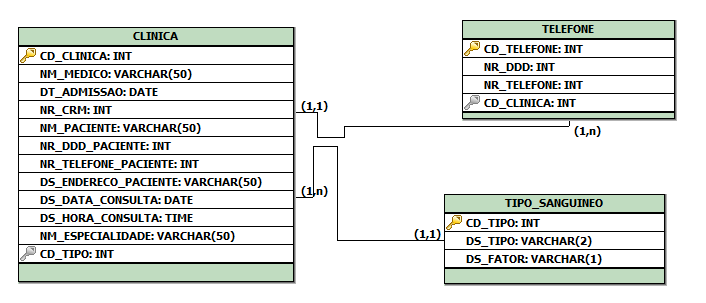 CLINICA
CD_CLINICA: INT
NM_MEDICO: VARCHAR(50)
DT_ADMISSAO: DATE
NR_CRM: INT
NM_PACIENTE: VARCHAR(50)
NR_DDD_PACIENTE: INT
NR_TELEFONE_PACIENTE: INT
DS_ENDERECO_PACIENTE: VARCHAR(50)
DS_DATA_CONSULTA: DATE
DS_HORA_CONSULTA: TIME
NM_ESPECIALIDADE: VARCHAR(50)
CD_TIPO: INT
(1,1)
(1,n)
TELEFONE
CD_TELEFONE: INT
NR_DDD: INT
NR_TELEFONE: INT
CD_CLINICA: INT
(1,n)
(1,1)
TIPO_SANGUINEO
CD_TIPO: INT
DS_TIPO: VARCHAR(2)
DS_FATOR: VARCHAR(1)